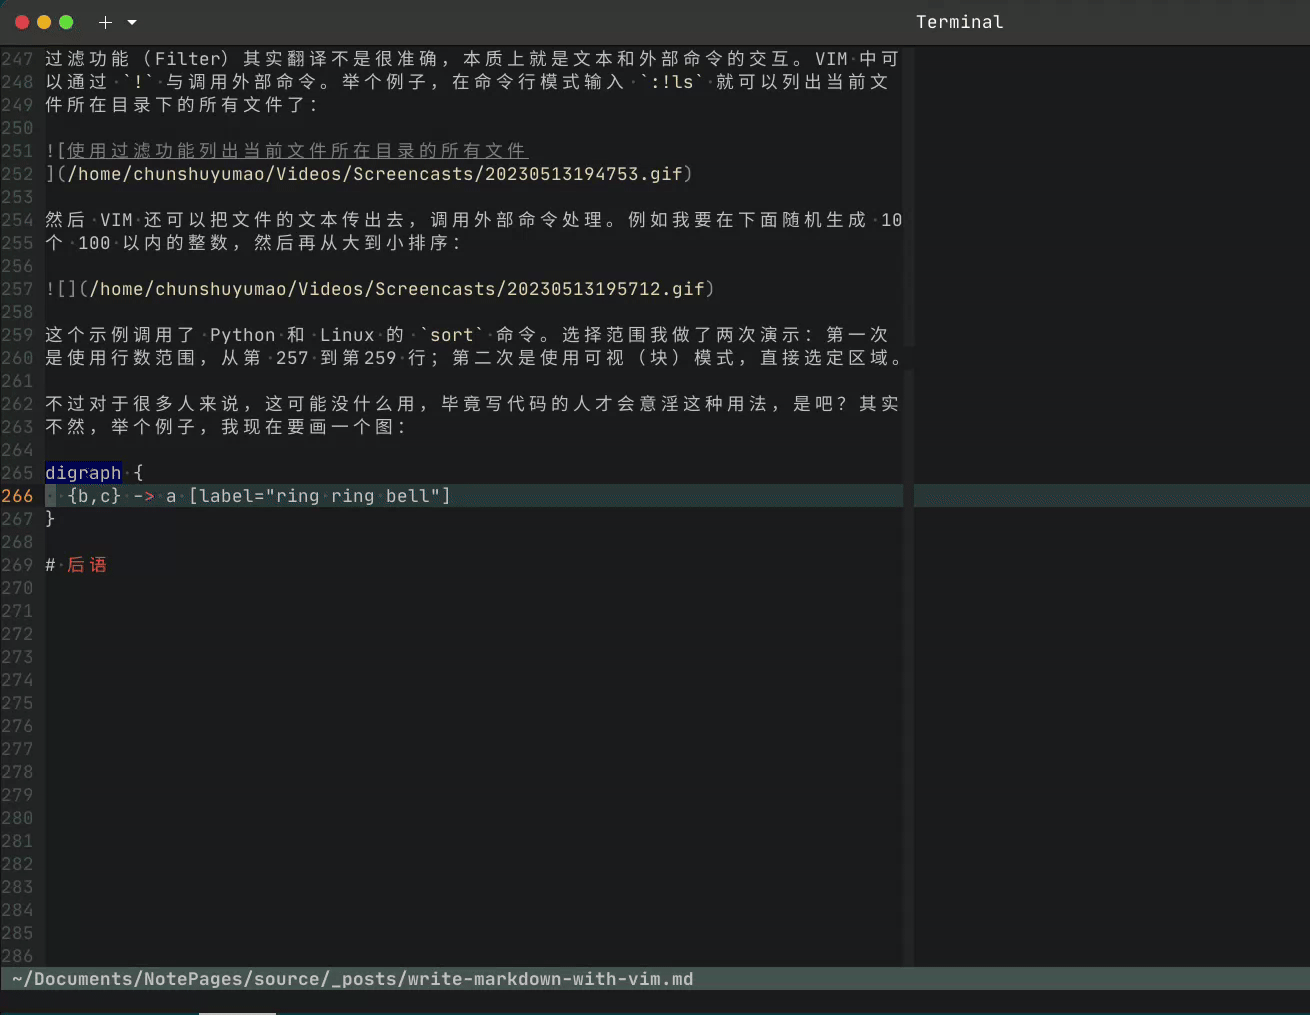 Terminal
247 过滤功能（Filter）其实翻译不是很准确，本质上就是文本和外部命令的交互。VIM·中可
248 以通过·`!`·与调用外部命令。举个例子，在命令行模式输入·`:!ls`·就可以列出当前文
249 件所在目录下的所有文件了：
250
251 ![使用过滤功能列出当前文件所在目录的所有文件
252 ](/home/chunshuyumao/Videos/Screencasts/20230513194753.gif)
253
254 然后·VIM·还可以把文件的文本传出去，调用外部命令处理。例如我要在下面随机生成·10
255 个·100·以内的整数，然后再从大到小排序：
256
257 ![](/home/chunshuyumao/Videos/Screencasts/20230513195712.gif)
258
259 这个示例调用了·Python·和·Linux·的·`sort`·命令。选择范围我做了两次演示：第一次
260 是使用行数范围，从第·257·到第259·行；第二次是使用可视（块）模式，直接选定区域。
261
262 不过对于很多人来说，这可能没什么用，毕竟写代码的人才会意淫这种用法，是吧？其实
263 不然，举个例子，我现在要画一个图：
264
265 digraph·{
266 ··{b,c}·->·a·[label="ring·ring·bell"]
267 }
268
269 #·后语
270
271
272
273
274
275
276
277
278
279
280
281
282
283
284
285
286
~/Documents/NotePages/source/_posts/write-markdown-with-vim.md